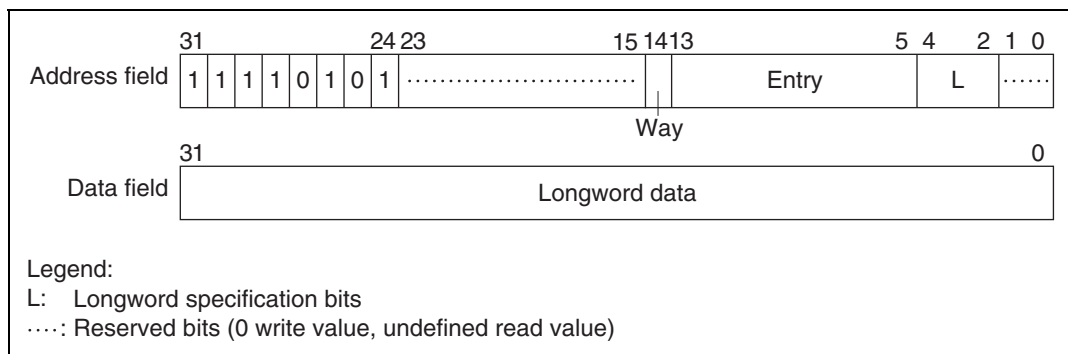 31 24 23 15 14 13 5 4 2 1 0
Address field 1 1 1 1 0 1 0 1 ............................ Entry L ......
Way
31 0
Data field Longword data
Legend:
L: Longword specification bits
····: Reserved bits (0 write value, undefined read value)